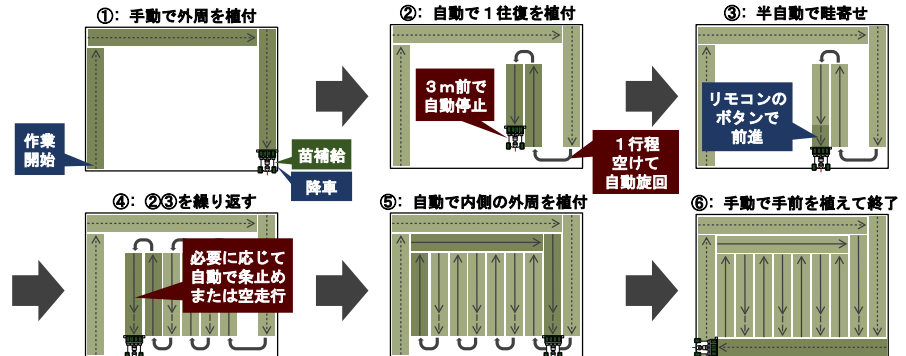 ①：手動で外周を植付
作業
開始
苗補給
降車
②：自動で１往復を植付
３ｍ前で
自動停止
１行程
空けて
自動旋回
③：半自動で畦寄せ
リモコンの
ボタンで
前進
④：②③を繰り返す
必要に応じて
自動で条止め
または空走行
⑤：自動で内側の外周を植付
⑥：手動で手前を植えて終了